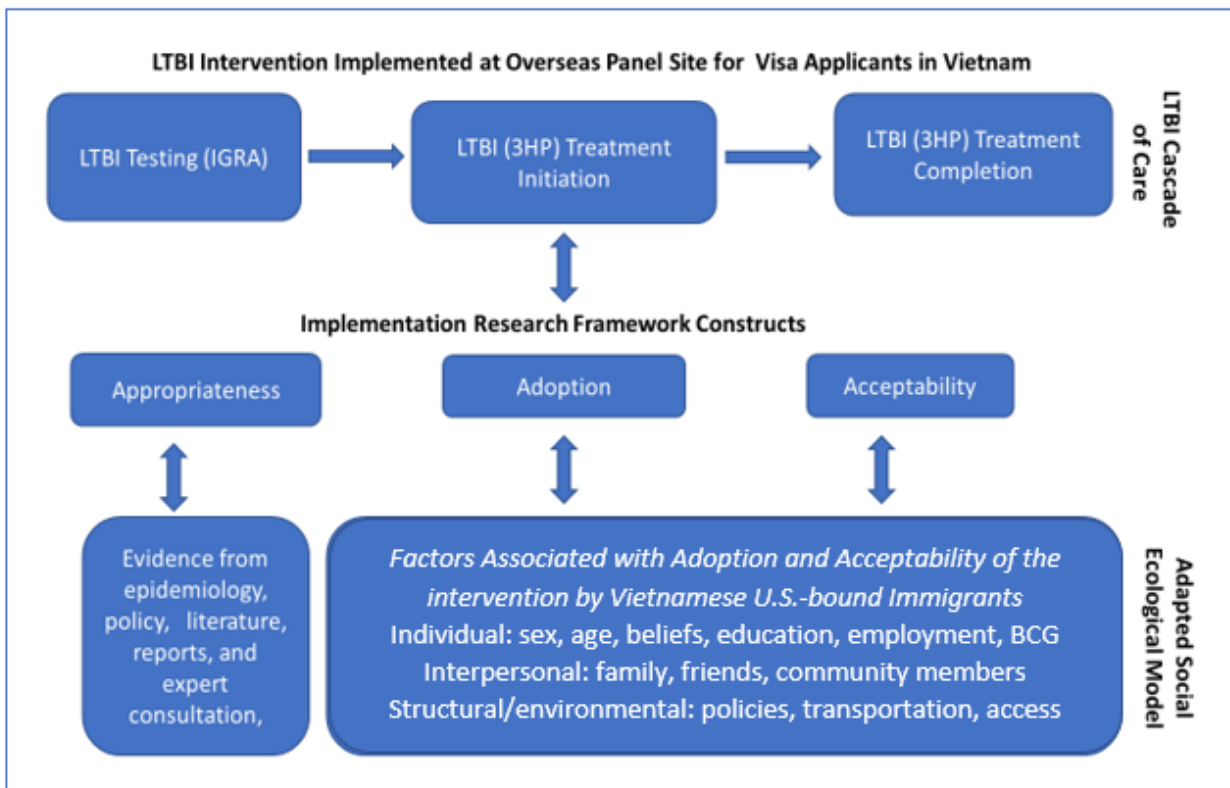 LTBI Intervention Implemented at Overseas Panel Site for Visa Applicants in Vietnam
LTBI Testing (IGRA)
LTBI (3HP) Treatment
Initiation
LTBI (3HP) Treatment
Completion
LTBI Cascade
of Care
Implementation Research Framework Constructs
Appropriateness
Adoption
Acceptability
Evidence from
epidemiology,
policy, literature,
reports, and
expert
consultation,
Factors Associated with Adoption and Acceptability of the
intervention by Vietnamese U.S.-bound Immigrants
Individual: sex, age, beliefs, education, employment, BCG
Interpersonal: family, friends, community members
Structural/environmental: policies, transportation, access
Adapted Social
Ecological Model